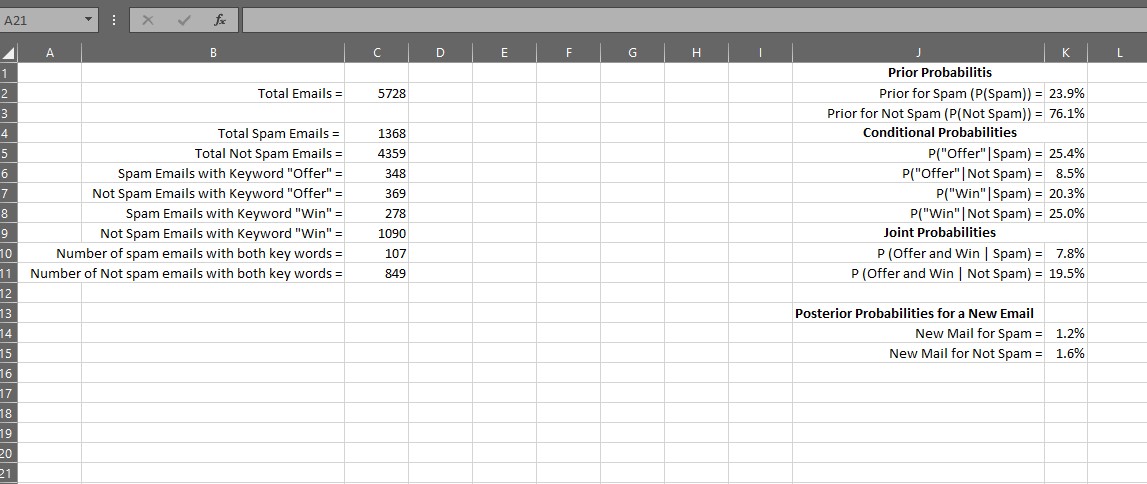 A21 fx
A B C D E F G H I J K L
1 Prior Probabilitis
2 Total Emails = 5728 Prior for Spam (P(Spam)) = 23.9%
3 Prior for Not Spam (P(Not Spam)) = 76.1%
4 Total Spam Emails = 1368 Conditional Probabilities
5 Total Not Spam Emails = 4359 P("Offer"|Spam) = 25.4%
6 Spam Emails with Keyword "Offer" = 348 P("Offer"|Not Spam) = 8.5%
7 Not Spam Emails with Keyword "Offer" = 369 P("Win"|Spam) = 20.3%
8 Spam Emails with Keyword "Win" = 278 P("Win"|Not Spam) = 25.0%
9 Not Spam Emails with Keyword "Win" = 1090 Joint Probabilities
10 Number of spam emails with both key words = 107 P (Offer and Win | Spam) = 7.8%
11 Number of Not spam emails with both key words = 849 P (Offer and Win | Not Spam) = 19.5%
12
13 Posterior Probabilities for a New Email
14 New Mail for Spam = 1.2%
15 New Mail for Not Spam = 1.6%
16
17
18
19
20
21